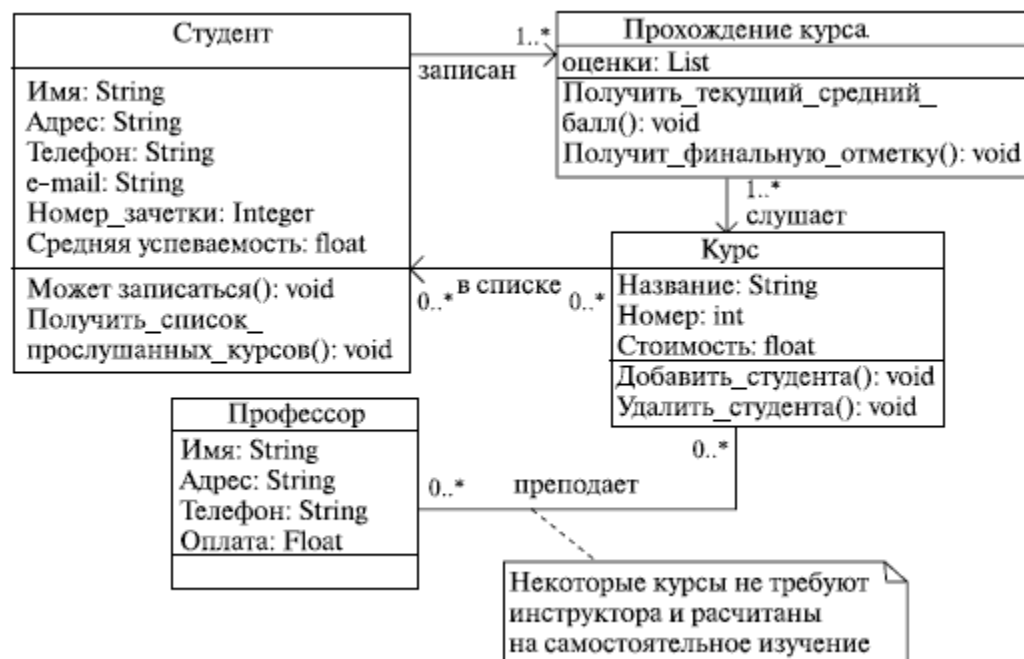 Студент
Имя: String
Адрес: String
Телефон: String
e-mail: String
Номер_зачетки: Integer
Средняя успеваемость: float
Может записаться(): void
Получить_список_
прослушанных_курсов(): void
1..*
записан
Прохождение курса
оценки: List
Получить_текущий_средний_
балл(): void
Получит_финальную_отметку(): void
1..*
слушает
Курс
Название: String
Номер: int
Стоимость: float
Добавить_студента(): void
Удалить_студента(): void
0..*
в списке
0..*
Профессор
Имя: String
Адрес: String
Телефон: String
Оплата: Float
0..*
преподает
0..*
Некоторые курсы не требуют
инструктора и расчитаны
на самостоятельное изучение